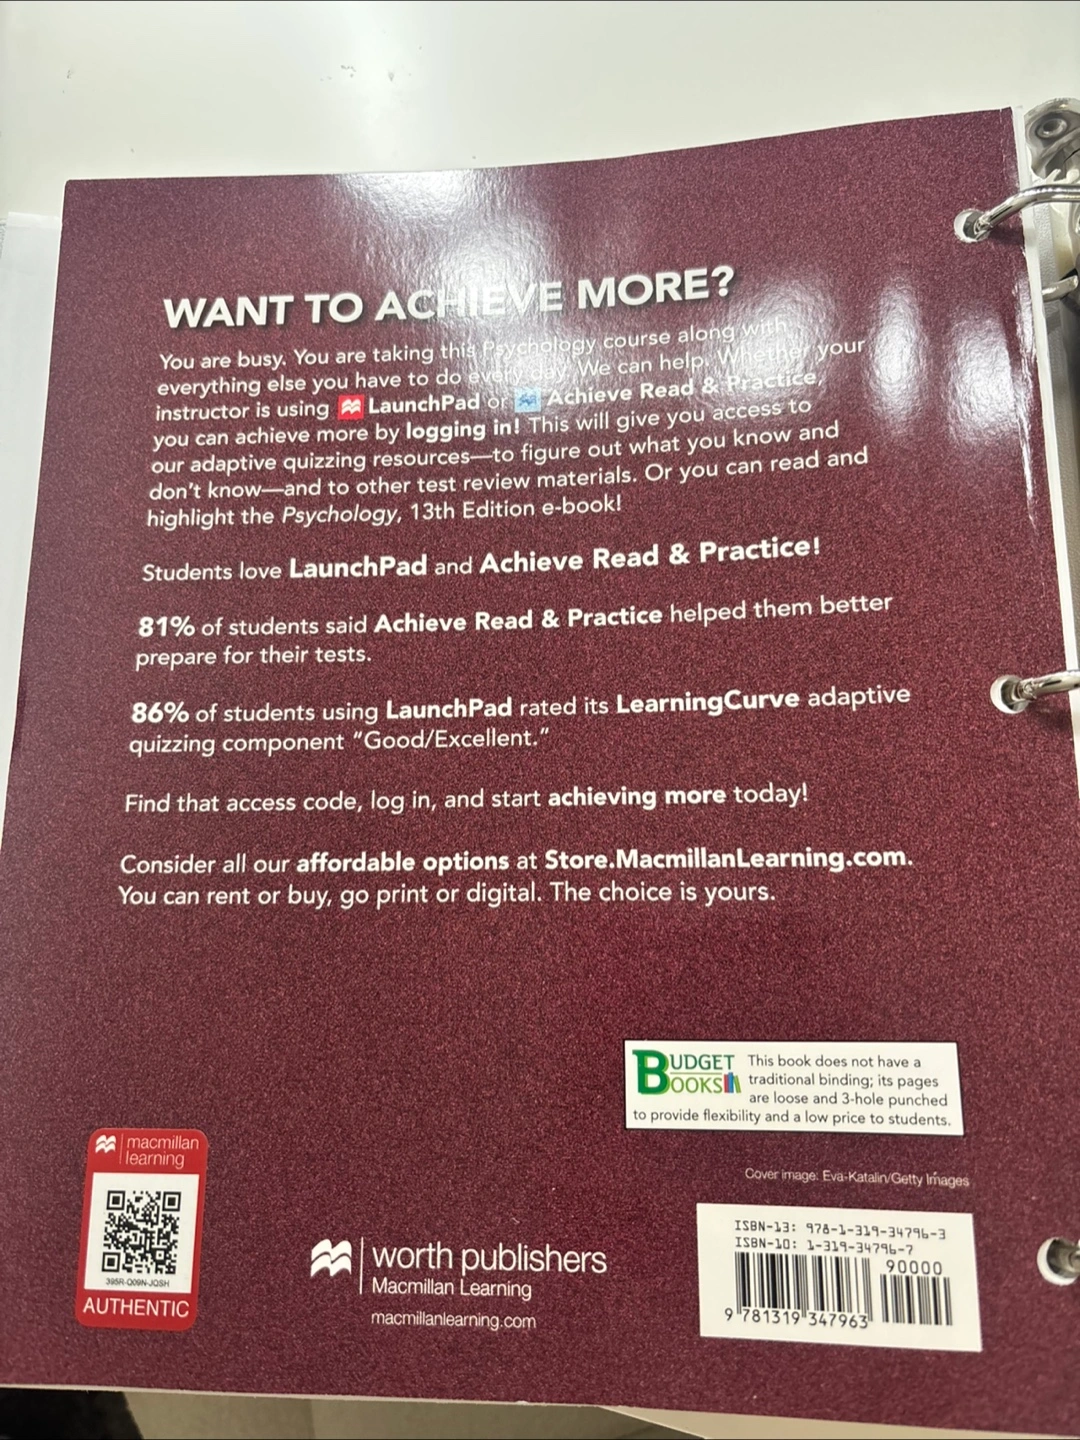 WANT TO ACHIEVE MORE?
You are busy. You are taking this Psychology course along with
everything else you have to do every day. We can help. Whether your
instructor is using LaunchPad or Achieve Read & Practice,
you can achieve more by logging in! This will give you access to
our adaptive quizzing resources—to figure out what you know and
don't know—and to other test review materials. Or you can read and
highlight the Psychology, 13th Edition e-book!
Students love LaunchPad and Achieve Read & Practice!
81% of students said Achieve Read & Practice helped them better
prepare for their tests.
86% of students using LaunchPad rated its LearningCurve adaptive
quizzing component “Good/Excellent.”
Find that access code, log in, and start achieving more today!
Consider all our affordable options at Store.MacmillanLearning.com.
You can rent or buy, go print or digital. The choice is yours.
BUDGET BOOKS
This book does not have a
traditional binding; its pages
are loose and 3-hole punched
to provide flexibility and a low price to students.
Cover image: Eva-Katalin/Getty Images
macmillan
learning
395R-Q09N-JQSH
AUTHENTIC
worth publishers
Macmillan Learning
macmillanlearning.com
ISBN-13: 978-1-319-34796-3
ISBN-10: 1-319-34796-7
90000
9 781319 347963